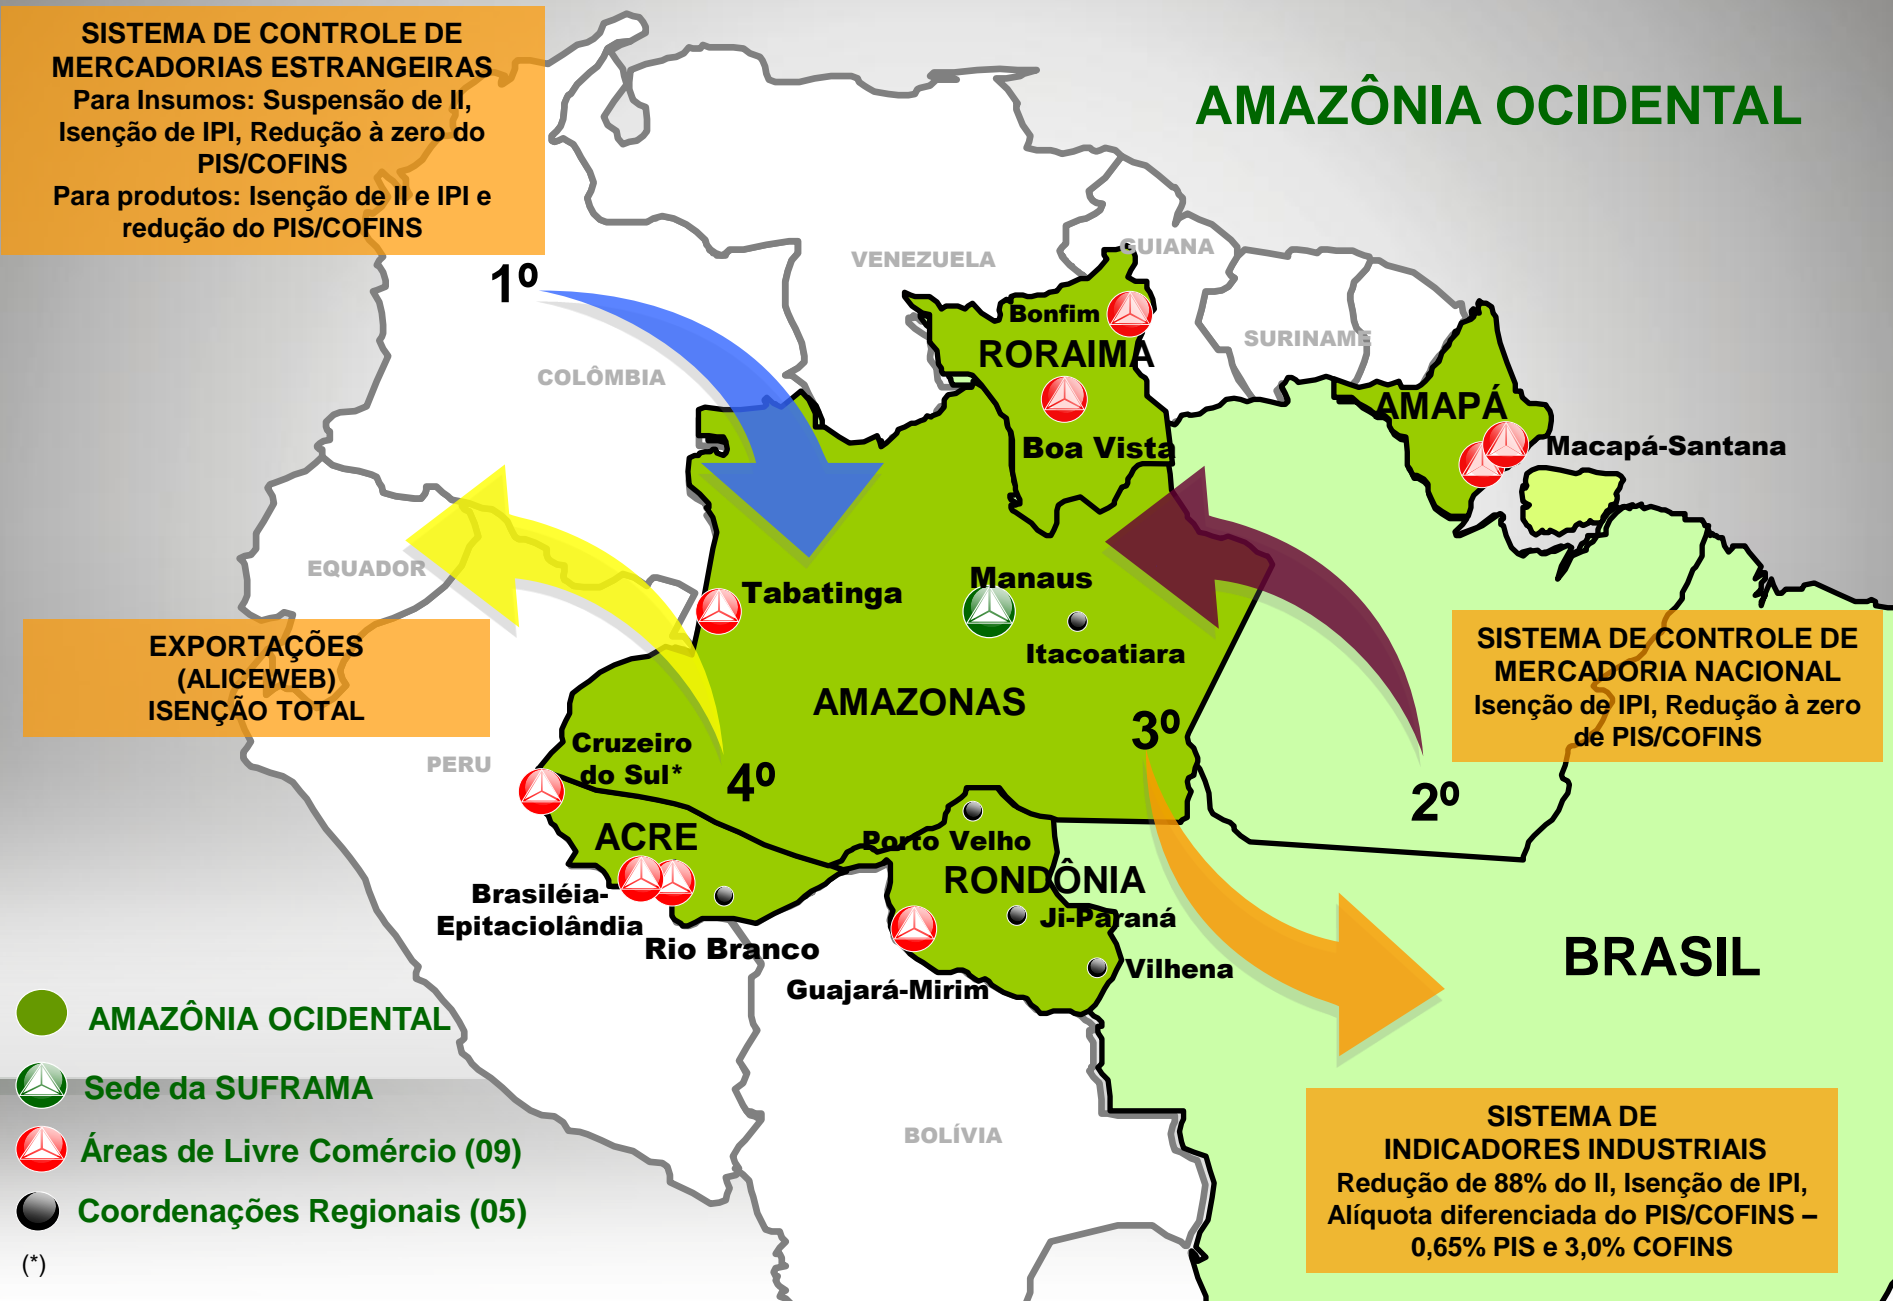 SISTEMA DE CONTROLE DE
MERCADORIAS ESTRANGEIRAS
Para Insumos: Suspensão de II,
Isenção de IPI, Redução à zero do
PIS/COFINS
Para produtos: Isenção de II e IPI e
redução do PIS/COFINS
AMAZÔNIA OCIDENTAL
1º
VENEZUELA
GUIANA
COLÔMBIA
SURINAME
Bonfim
RORAIMA
Boa Vista
AMAPÁ
Macapá-Santana
EQUADOR
Tabatinga
Manaus
Itacoatiara
EXPORTAÇÕES
(ALICEWEB)
ISENÇÃO TOTAL
SISTEMA DE CONTROLE DE
MERCADORIA NACIONAL
Isenção de IPI, Redução à zero
de PIS/COFINS
AMAZONAS
3º
PERU
Cruzeiro
do Sul*
4º
2º
ACRE
Porto Velho
RONDÔNIA
Brasiléia-
Epitaciolândia
Rio Branco
Ji-Paraná
Vilhena
Guajará-Mirim
BRASIL
BOLÍVIA
AMAZÔNIA OCIDENTAL
Sede da SUFRAMA
Áreas de Livre Comércio (09)
Coordenações Regionais (05)
(*)
SISTEMA DE
INDICADORES INDUSTRIAIS
Redução de 88% do II, Isenção de IPI,
Alíquota diferenciada do PIS/COFINS –
0,65% PIS e 3,0% COFINS